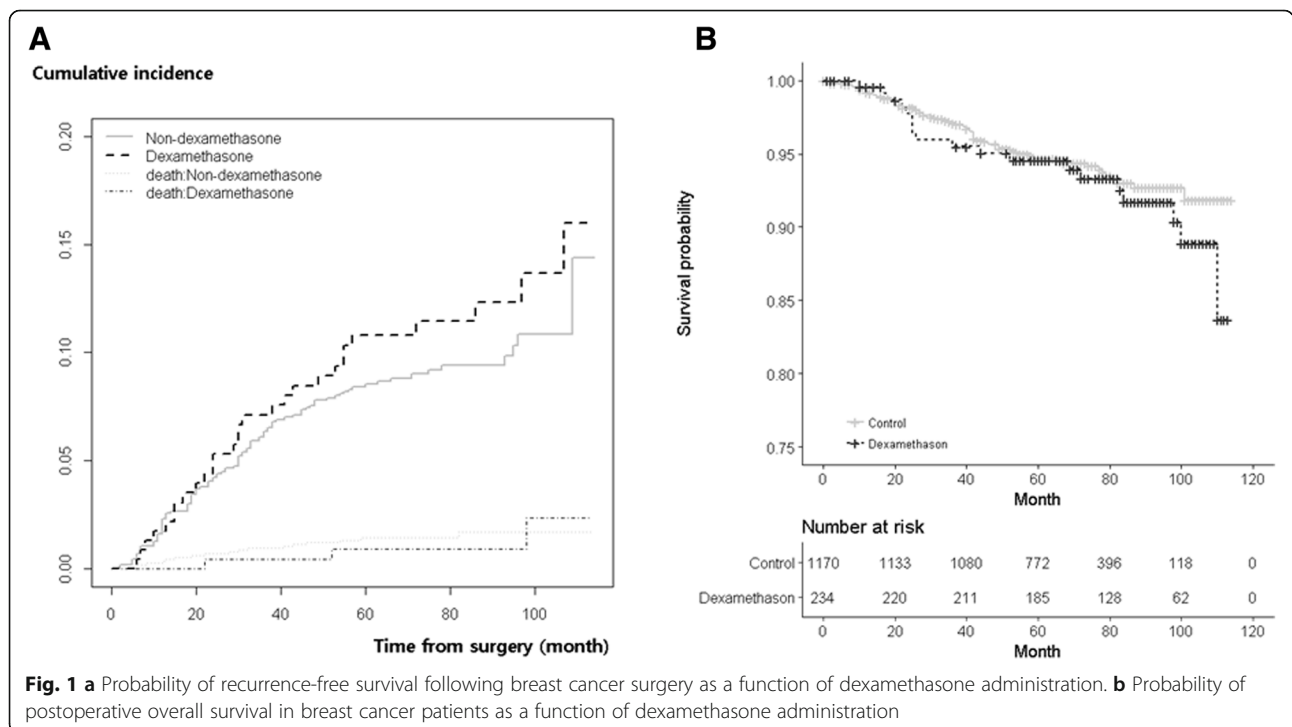 A
Cumulative incidence
0.20
0.15
0.10
0.05
0.00
Non-dexamethasone
Dexamethasone
death:Non-dexamethasone
death:Dexamethasone
0 20 40 60 80 100
Time from surgery (month)
B
1.00
0.95
0.90
0.85
0.80
0.75
Survival probability
Control
Dexamethason
0 20 40 60 80 100 120
Month
Number at risk
Control 1170 1133 1080 772 396 118 0
Dexamethason 234 220 211 185 128 62 0
0 20 40 60 80 100 120
Month
Fig. 1 a Probability of recurrence-free survival following breast cancer surgery as a function of dexamethasone administration. b Probability of
postoperative overall survival in breast cancer patients as a function of dexamethasone administration